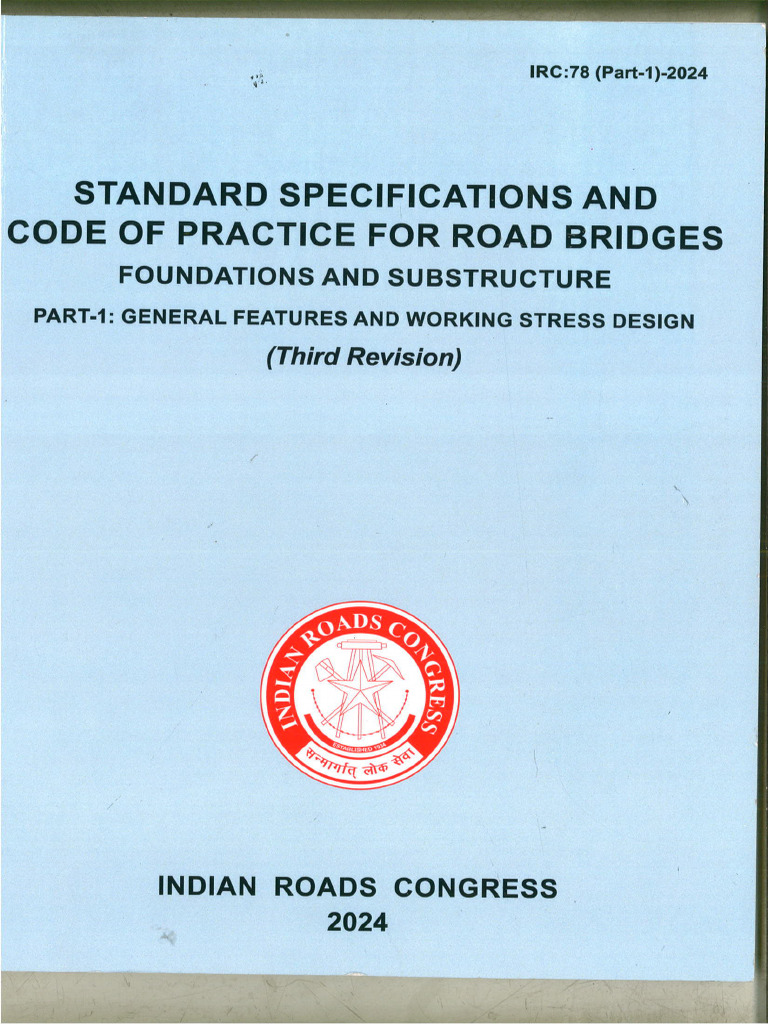 IRC:78 (Part-1)-2024
STANDARD SPECIFICATIONS AND
CODE OF PRACTICE FOR ROAD BRIDGES
FOUNDATIONS AND SUBSTRUCTURE
PART-1: GENERAL FEATURES AND WORKING STRESS DESIGN
(Third Revision)
INDIAN ROADS CONGRESS
ESTABLISHED 1934
सन्मार्गात् लोक सेवा
INDIAN ROADS CONGRESS
2024